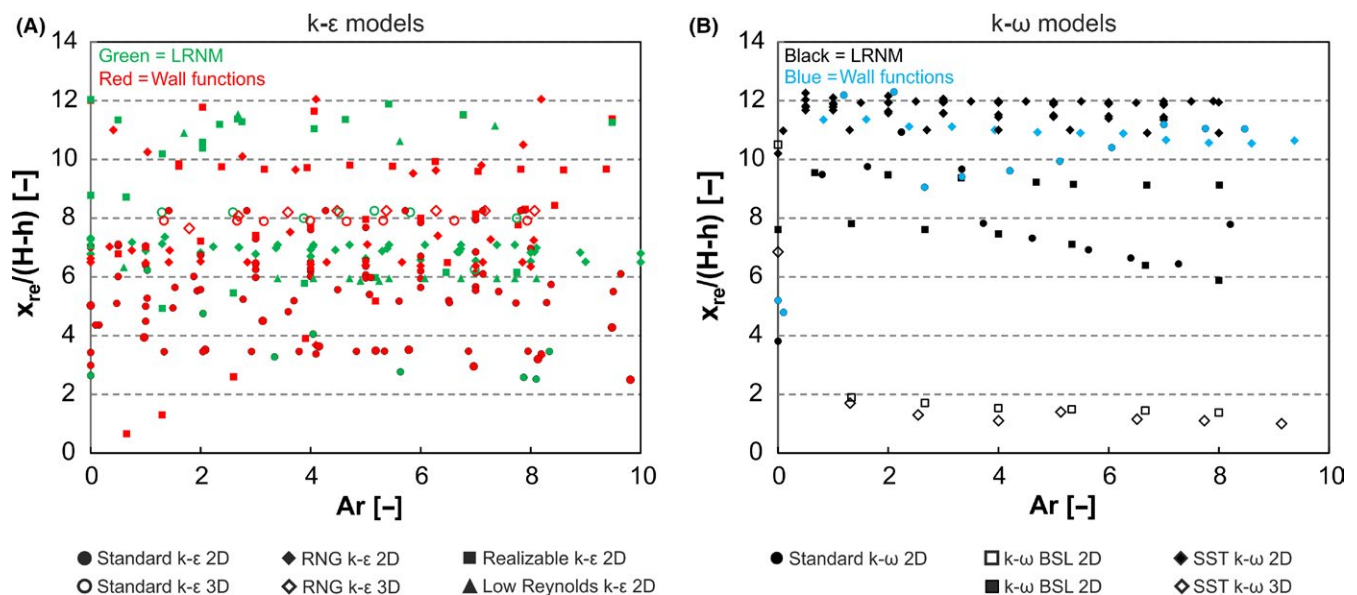 (A)
k-ε models
Green = LRNM
Red = Wall functions
14
12
10
8
6
4
2
0
x_re/(H-h) [–]
0
2
4
6
8
10
Ar [–]
Standard k-ε 2D
RNG k-ε 2D
Realizable k-ε 2D
Standard k-ε 3D
RNG k-ε 3D
Low Reynolds k-ε 2D
(B)
k-ω models
Black = LRNM
Blue = Wall functions
14
12
10
8
6
4
2
0
x_re/(H-h) [–]
0
2
4
6
8
10
Ar [–]
Standard k-ω 2D
k-ω BSL 2D
SST k-ω 2D
k-ω BSL 2D
SST k-ω 3D